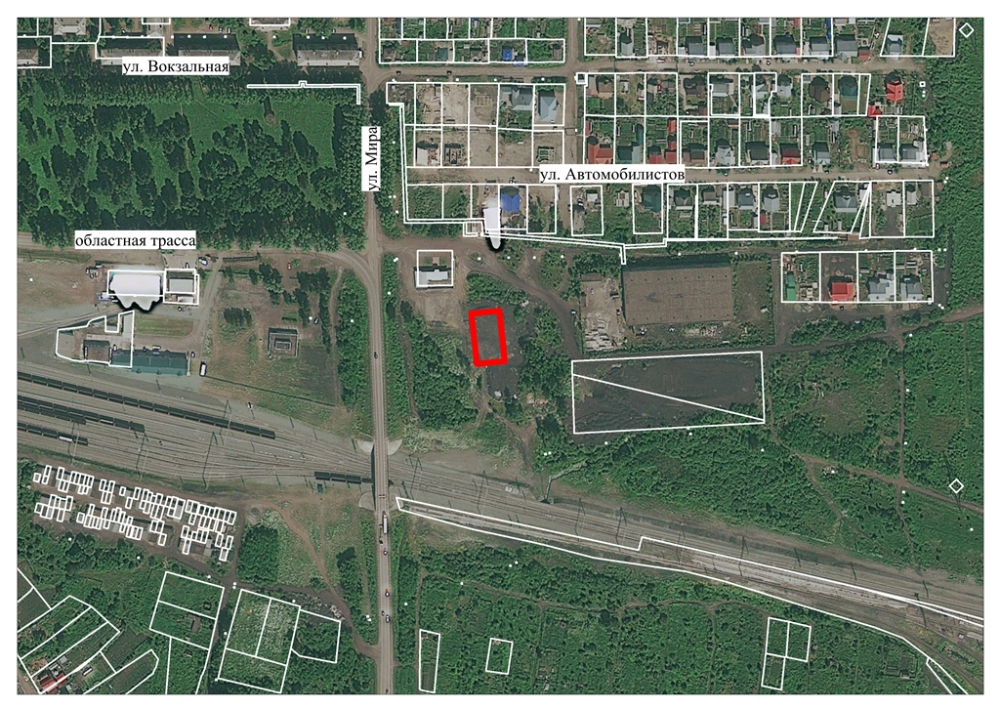 ул. Вокзальная
ул. Мира
ул. Автомобилистов
областная трасса